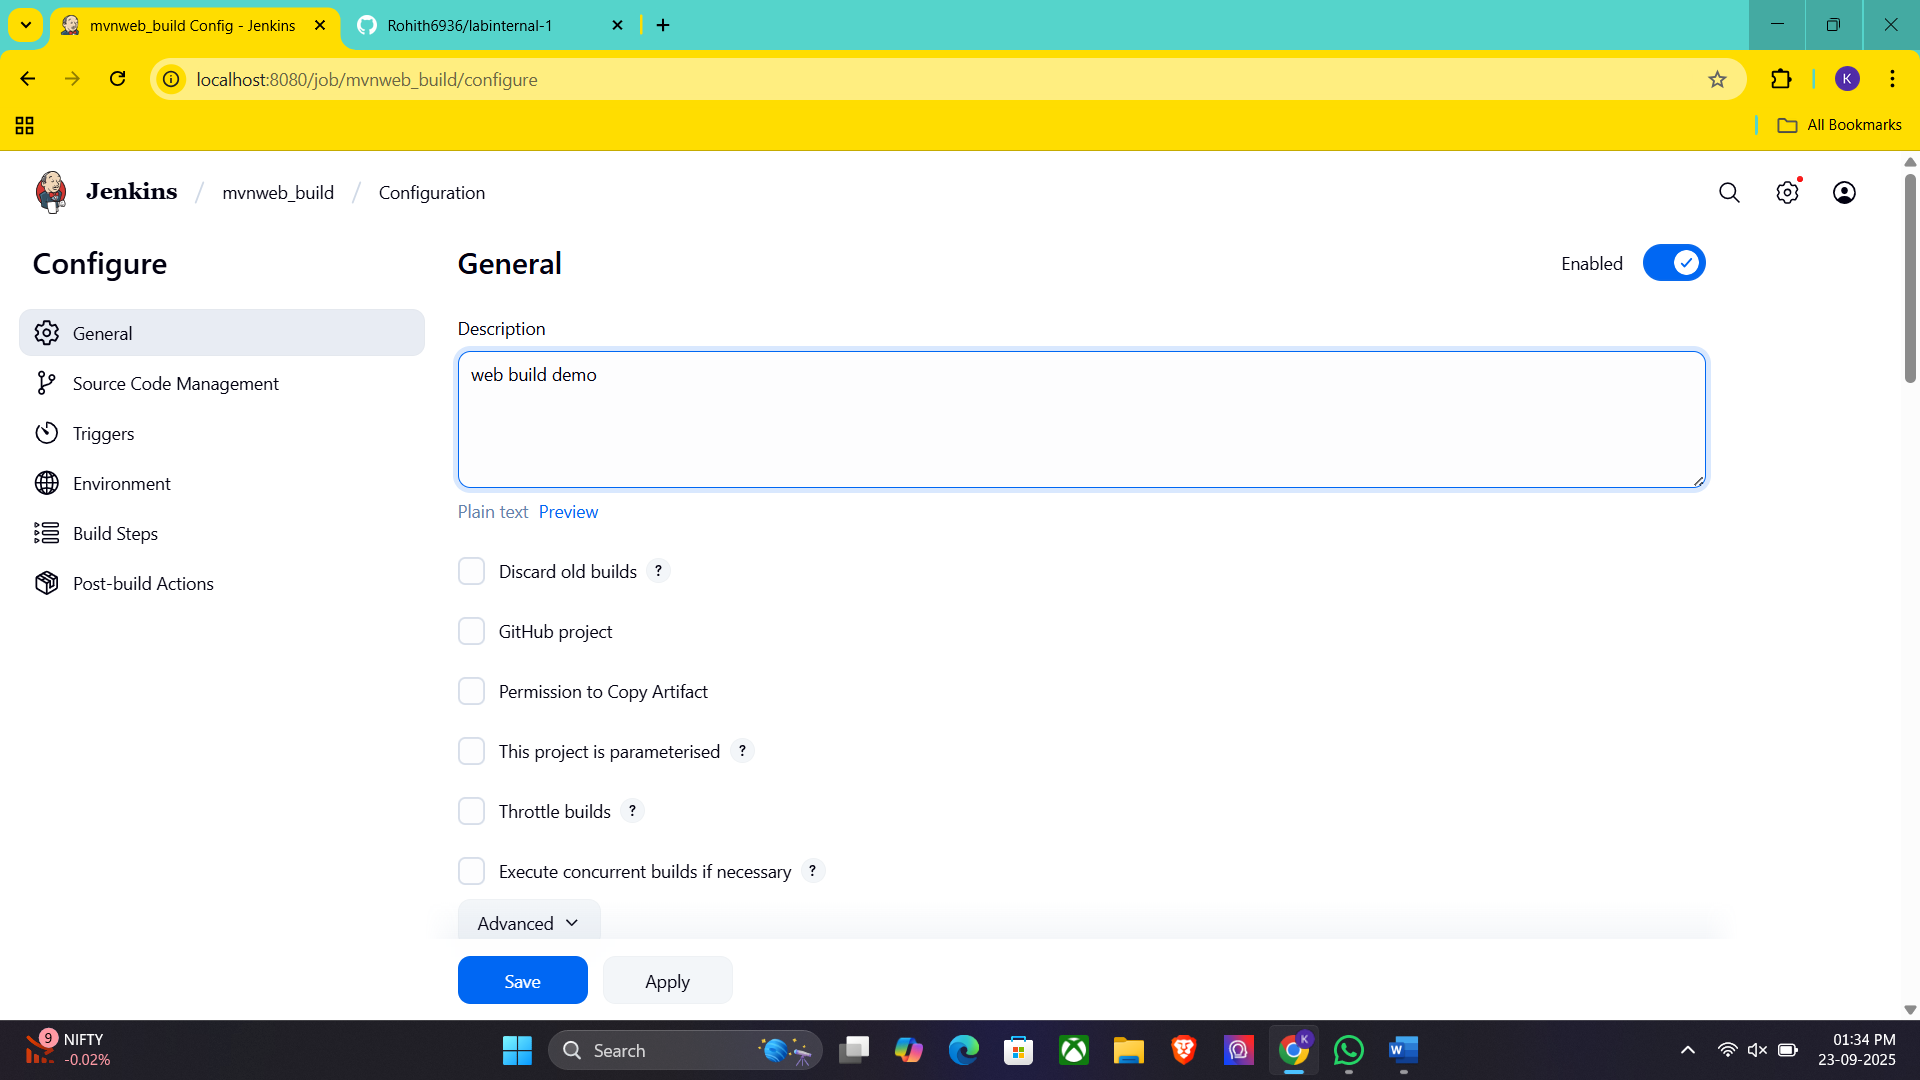 mvnweb_build Config - Jenkins
Rohith6936/labinternal-1
localhost:8080/job/mvnweb_build/configure
K
All Bookmarks
Jenkins / mvnweb_build / Configuration
Configure
General
Source Code Management
Triggers
Environment
Build Steps
Post-build Actions
General
Enabled
Description
web build demo
Plain text Preview
Discard old builds ?
GitHub project
Permission to Copy Artifact
This project is parameterised ?
Throttle builds ?
Execute concurrent builds if necessary ?
Advanced
Save
Apply
9
NIFTY
-0.02%
Search
K
W
01:34 PM
23-09-2025